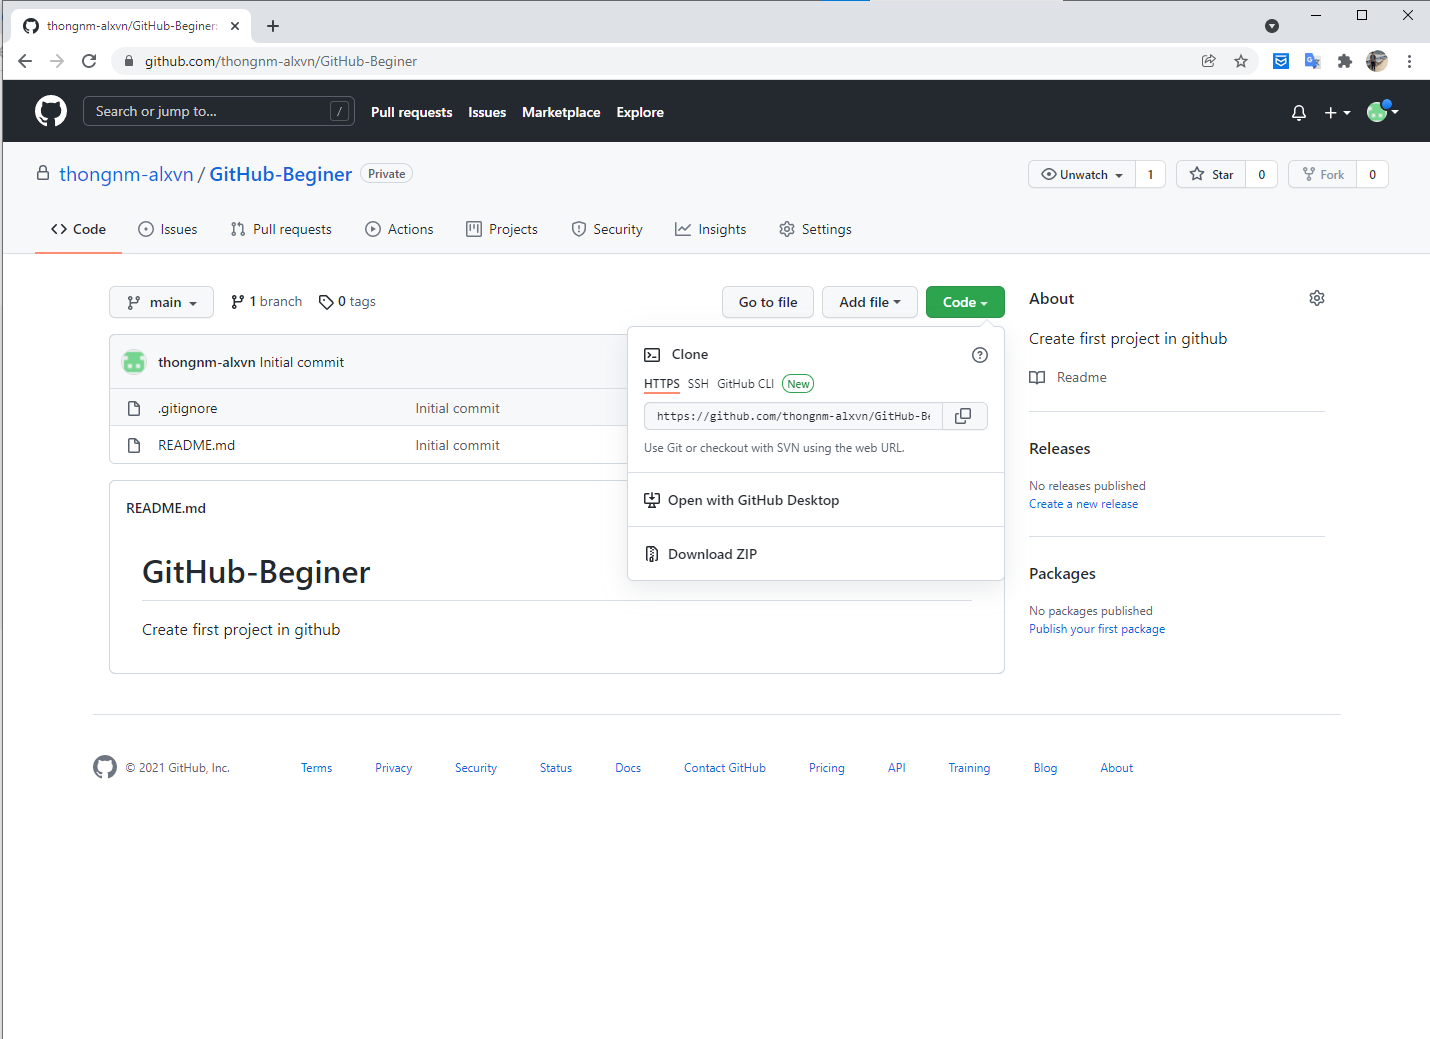 thongnm-alxvn/GitHub-Beginer:
github.com/thongnm-alxvn/GitHub-Beginer
Search or jump to... /
Pull requests Issues Marketplace Explore
thongnm-alxvn / GitHub-Beginer Private
Unwatch 1 Star 0 Fork 0
Code Issues Pull requests Actions Projects Security Insights Settings
main 1 branch 0 tags Go to file Add file Code
thongnm-alxvn Initial commit
.gitignore Initial commit
README.md Initial commit
Clone
HTTPS SSH GitHub CLI New
https://github.com/thongnm-alxvn/GitHub-Be
Use Git or checkout with SVN using the web URL.
Open with GitHub Desktop
Download ZIP
README.md
GitHub-Beginer
Create first project in github
About
Create first project in github
Readme
Releases
No releases published
Create a new release
Packages
No packages published
Publish your first package
© 2021 GitHub, Inc. Terms Privacy Security Status Docs Contact GitHub Pricing API Training Blog About